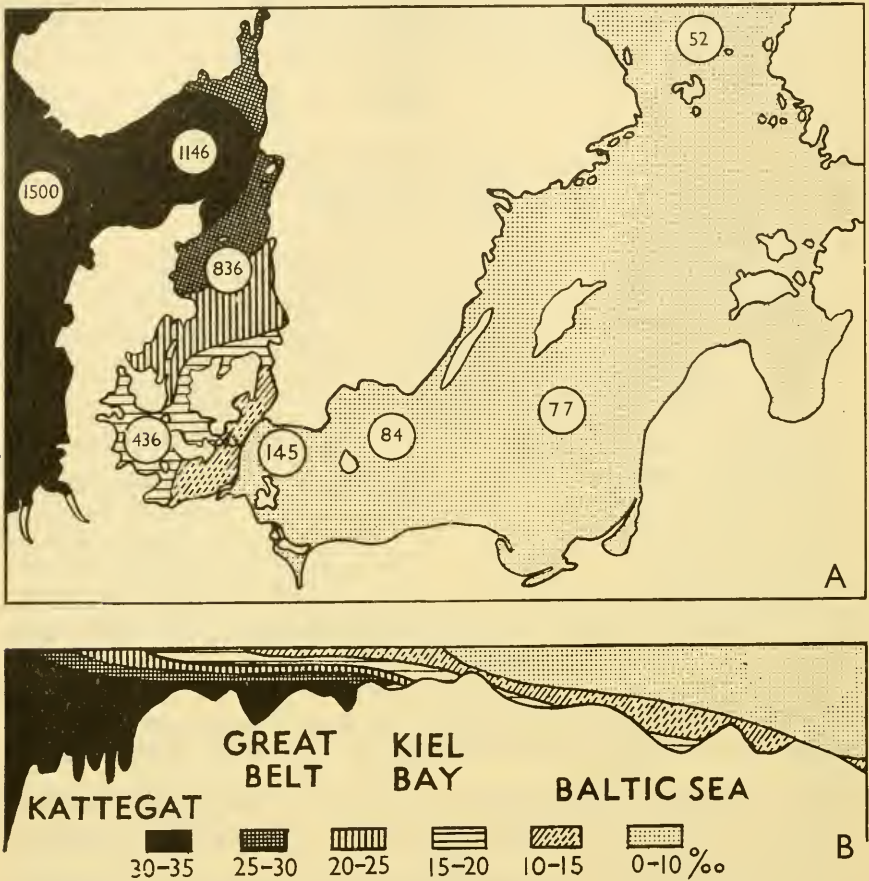 52
1146
1500
836
436
145
84
77
A
GREAT BELT
KIEL BAY
KATTEGAT
BALTIC SEA
B
30-35
25-30
20-25
15-20
10-15
0-10 ‰